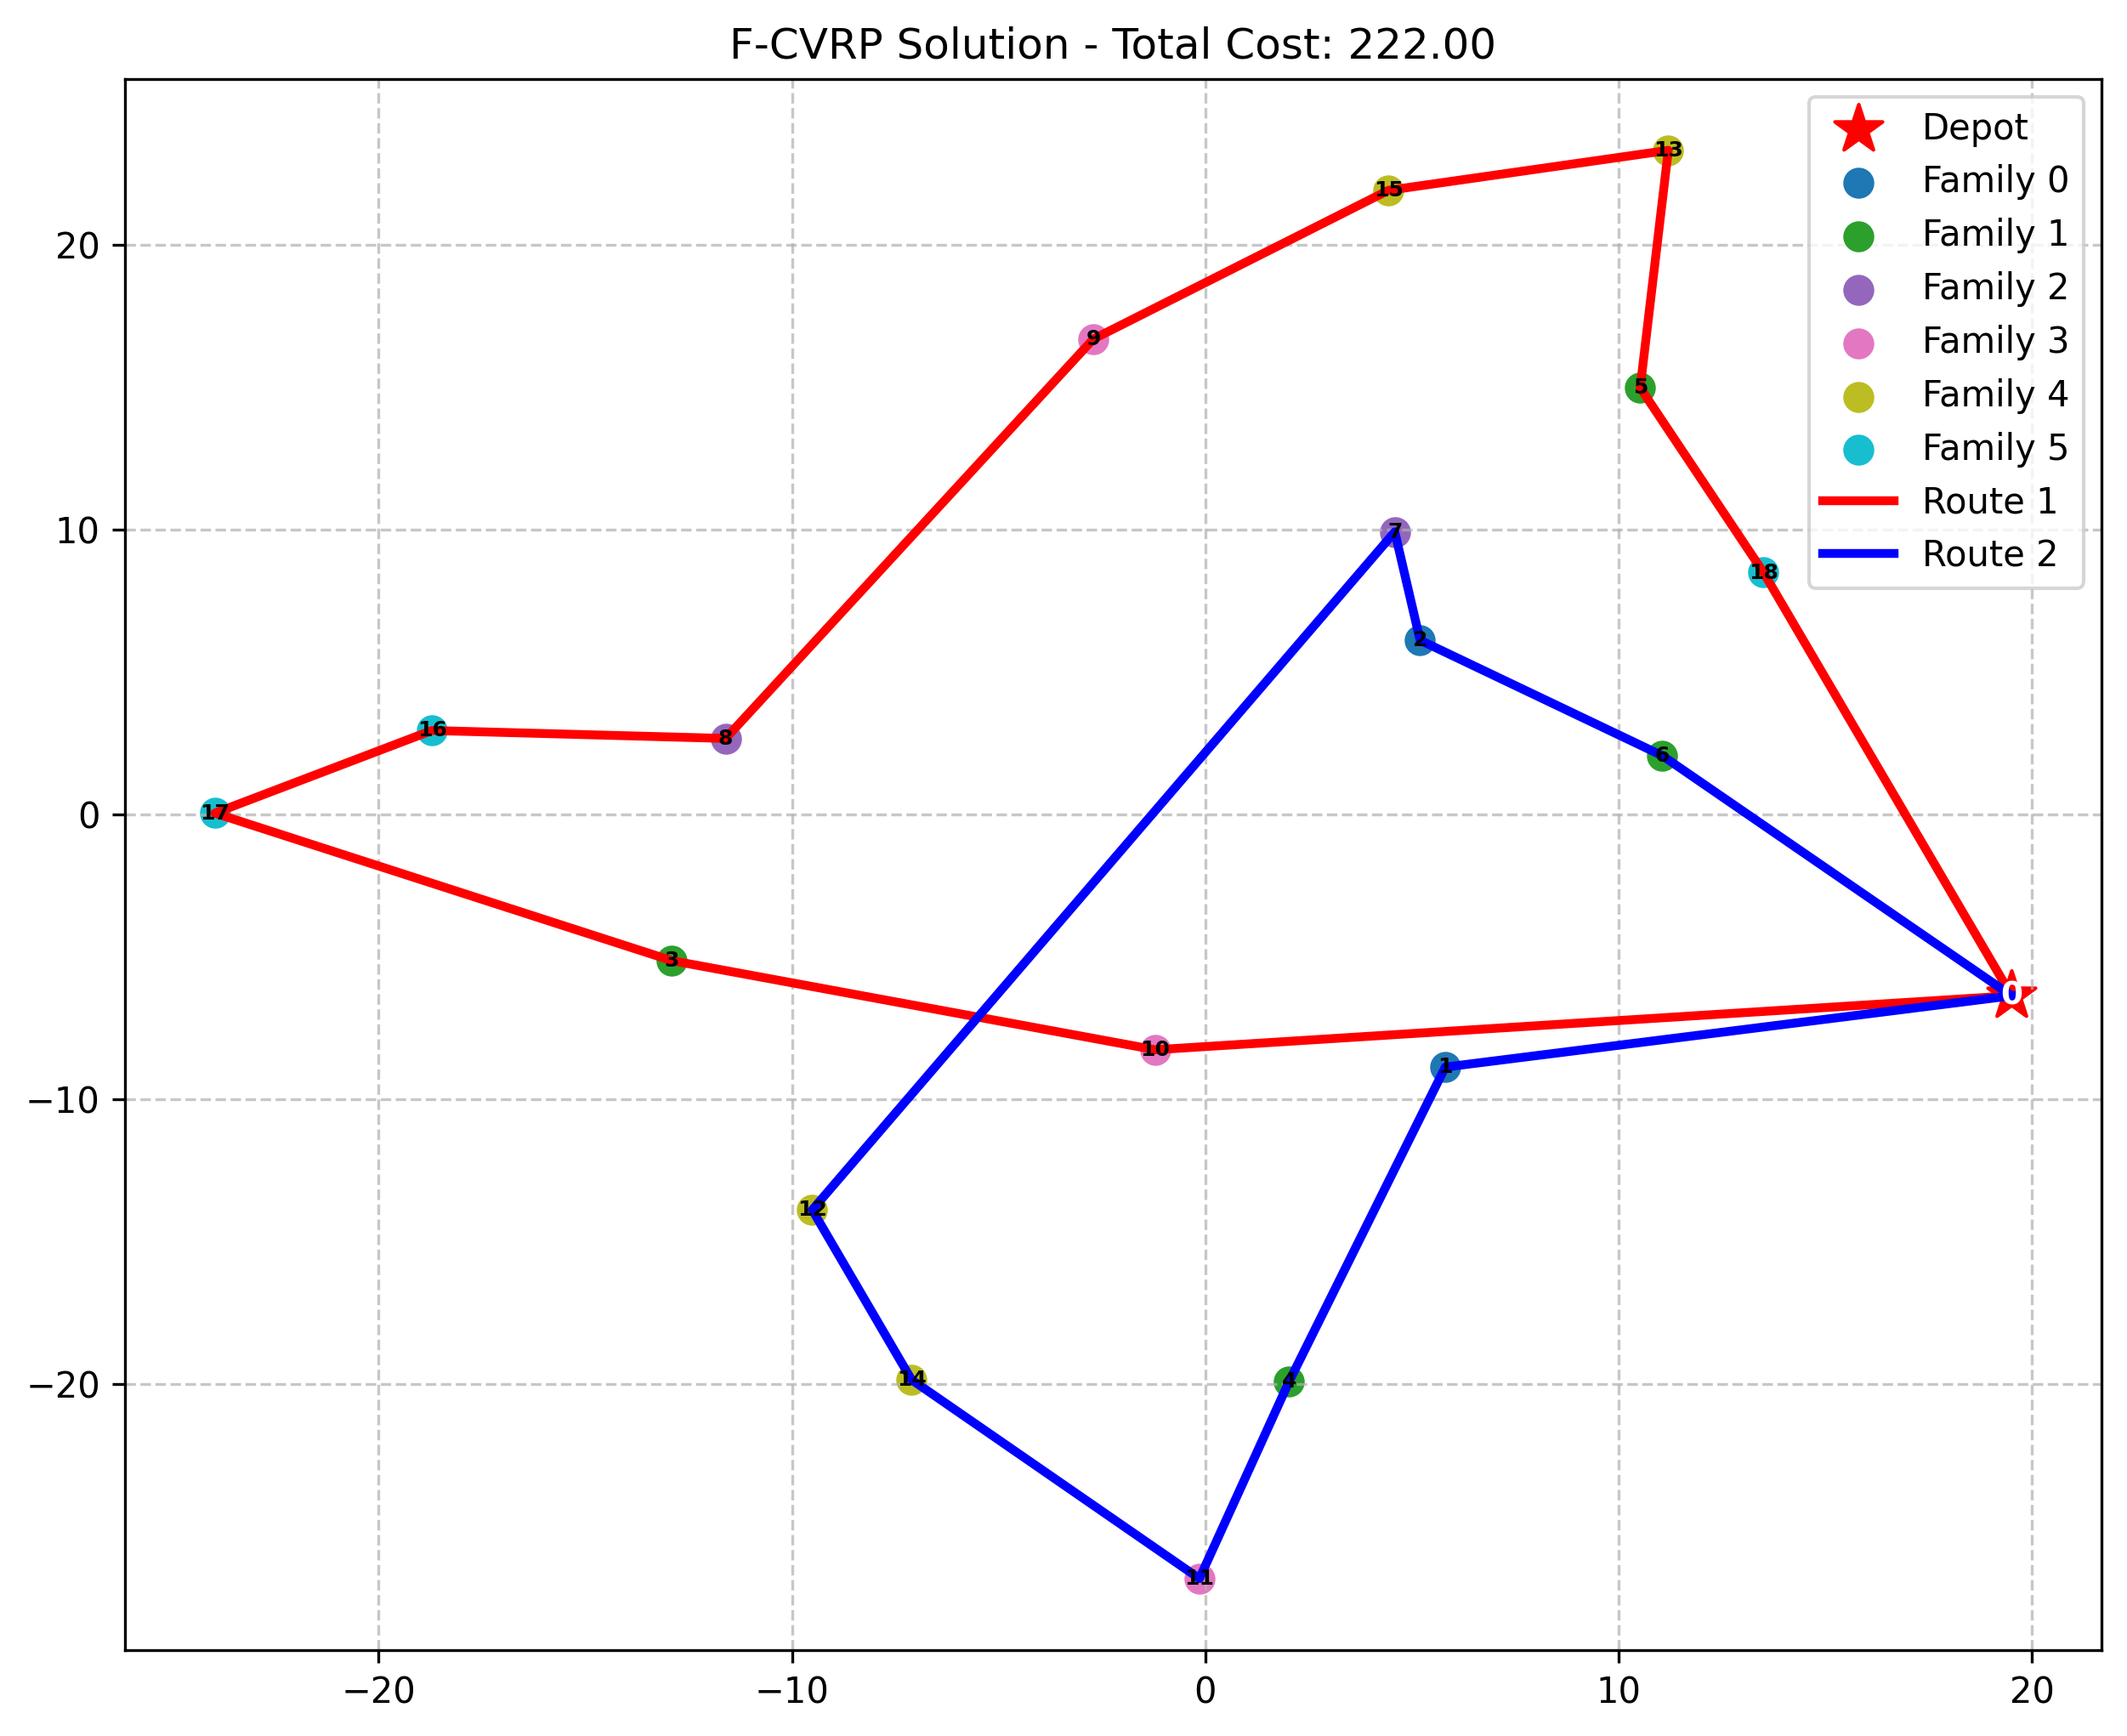 F-CVRP Solution - Total Cost: 222.00
Depot
Family 0
Family 1
Family 2
Family 3
Family 4
Family 5
Route 1
Route 2
20
10
0
−10
−20
−20
−10
0
10
20
13
15
9
5
7
18
2
16
8
6
17
3
0
10
1
12
14
4
11